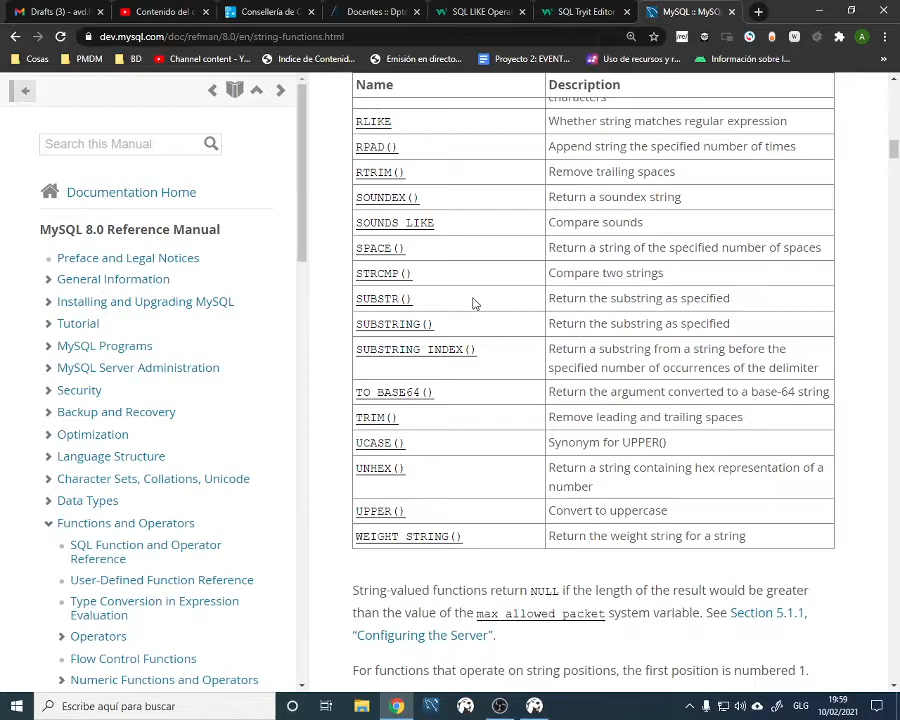 Drafts (3) - avd.f
Contenido del c
Consellería de C
Docentes :: Dpto
SQL LIKE Operat
SQL Tryit Editor
MySQL :: MySQL
dev.mysql.com/doc/refman/8.0/en/string-functions.html
Cosas
PMDM
BD
Channel content - Y...
Indice de Contenid...
Emisión en directo...
Proyecto 2: EVENT...
Uso de recursos y r...
Información sobre l...
Search this Manual
Documentation Home
MySQL 8.0 Reference Manual
Preface and Legal Notices
General Information
Installing and Upgrading MySQL
Tutorial
MySQL Programs
MySQL Server Administration
Security
Backup and Recovery
Optimization
Language Structure
Character Sets, Collations, Unicode
Data Types
Functions and Operators
SQL Function and Operator
Reference
User-Defined Function Reference
Type Conversion in Expression
Evaluation
Operators
Flow Control Functions
Numeric Functions and Operators
Name Description
characters
RLIKE Whether string matches regular expression
RPAD() Append string the specified number of times
RTRIM() Remove trailing spaces
SOUNDEX() Return a soundex string
SOUNDS LIKE Compare sounds
SPACE() Return a string of the specified number of spaces
STRCMP() Compare two strings
SUBSTR() Return the substring as specified
SUBSTRING() Return the substring as specified
SUBSTRING_INDEX() Return a substring from a string before the
specified number of occurrences of the delimiter
TO_BASE64() Return the argument converted to a base-64 string
TRIM() Remove leading and trailing spaces
UCASE() Synonym for UPPER()
UNHEX() Return a string containing hex representation of a
number
UPPER() Convert to uppercase
WEIGHT_STRING() Return the weight string for a string
String-valued functions return NULL if the length of the result would be greater
than the value of the max_allowed_packet system variable. See Section 5.1.1,
“Configuring the Server”.
For functions that operate on string positions, the first position is numbered 1.
Escribe aquí para buscar
GLG
19:59
10/02/2021